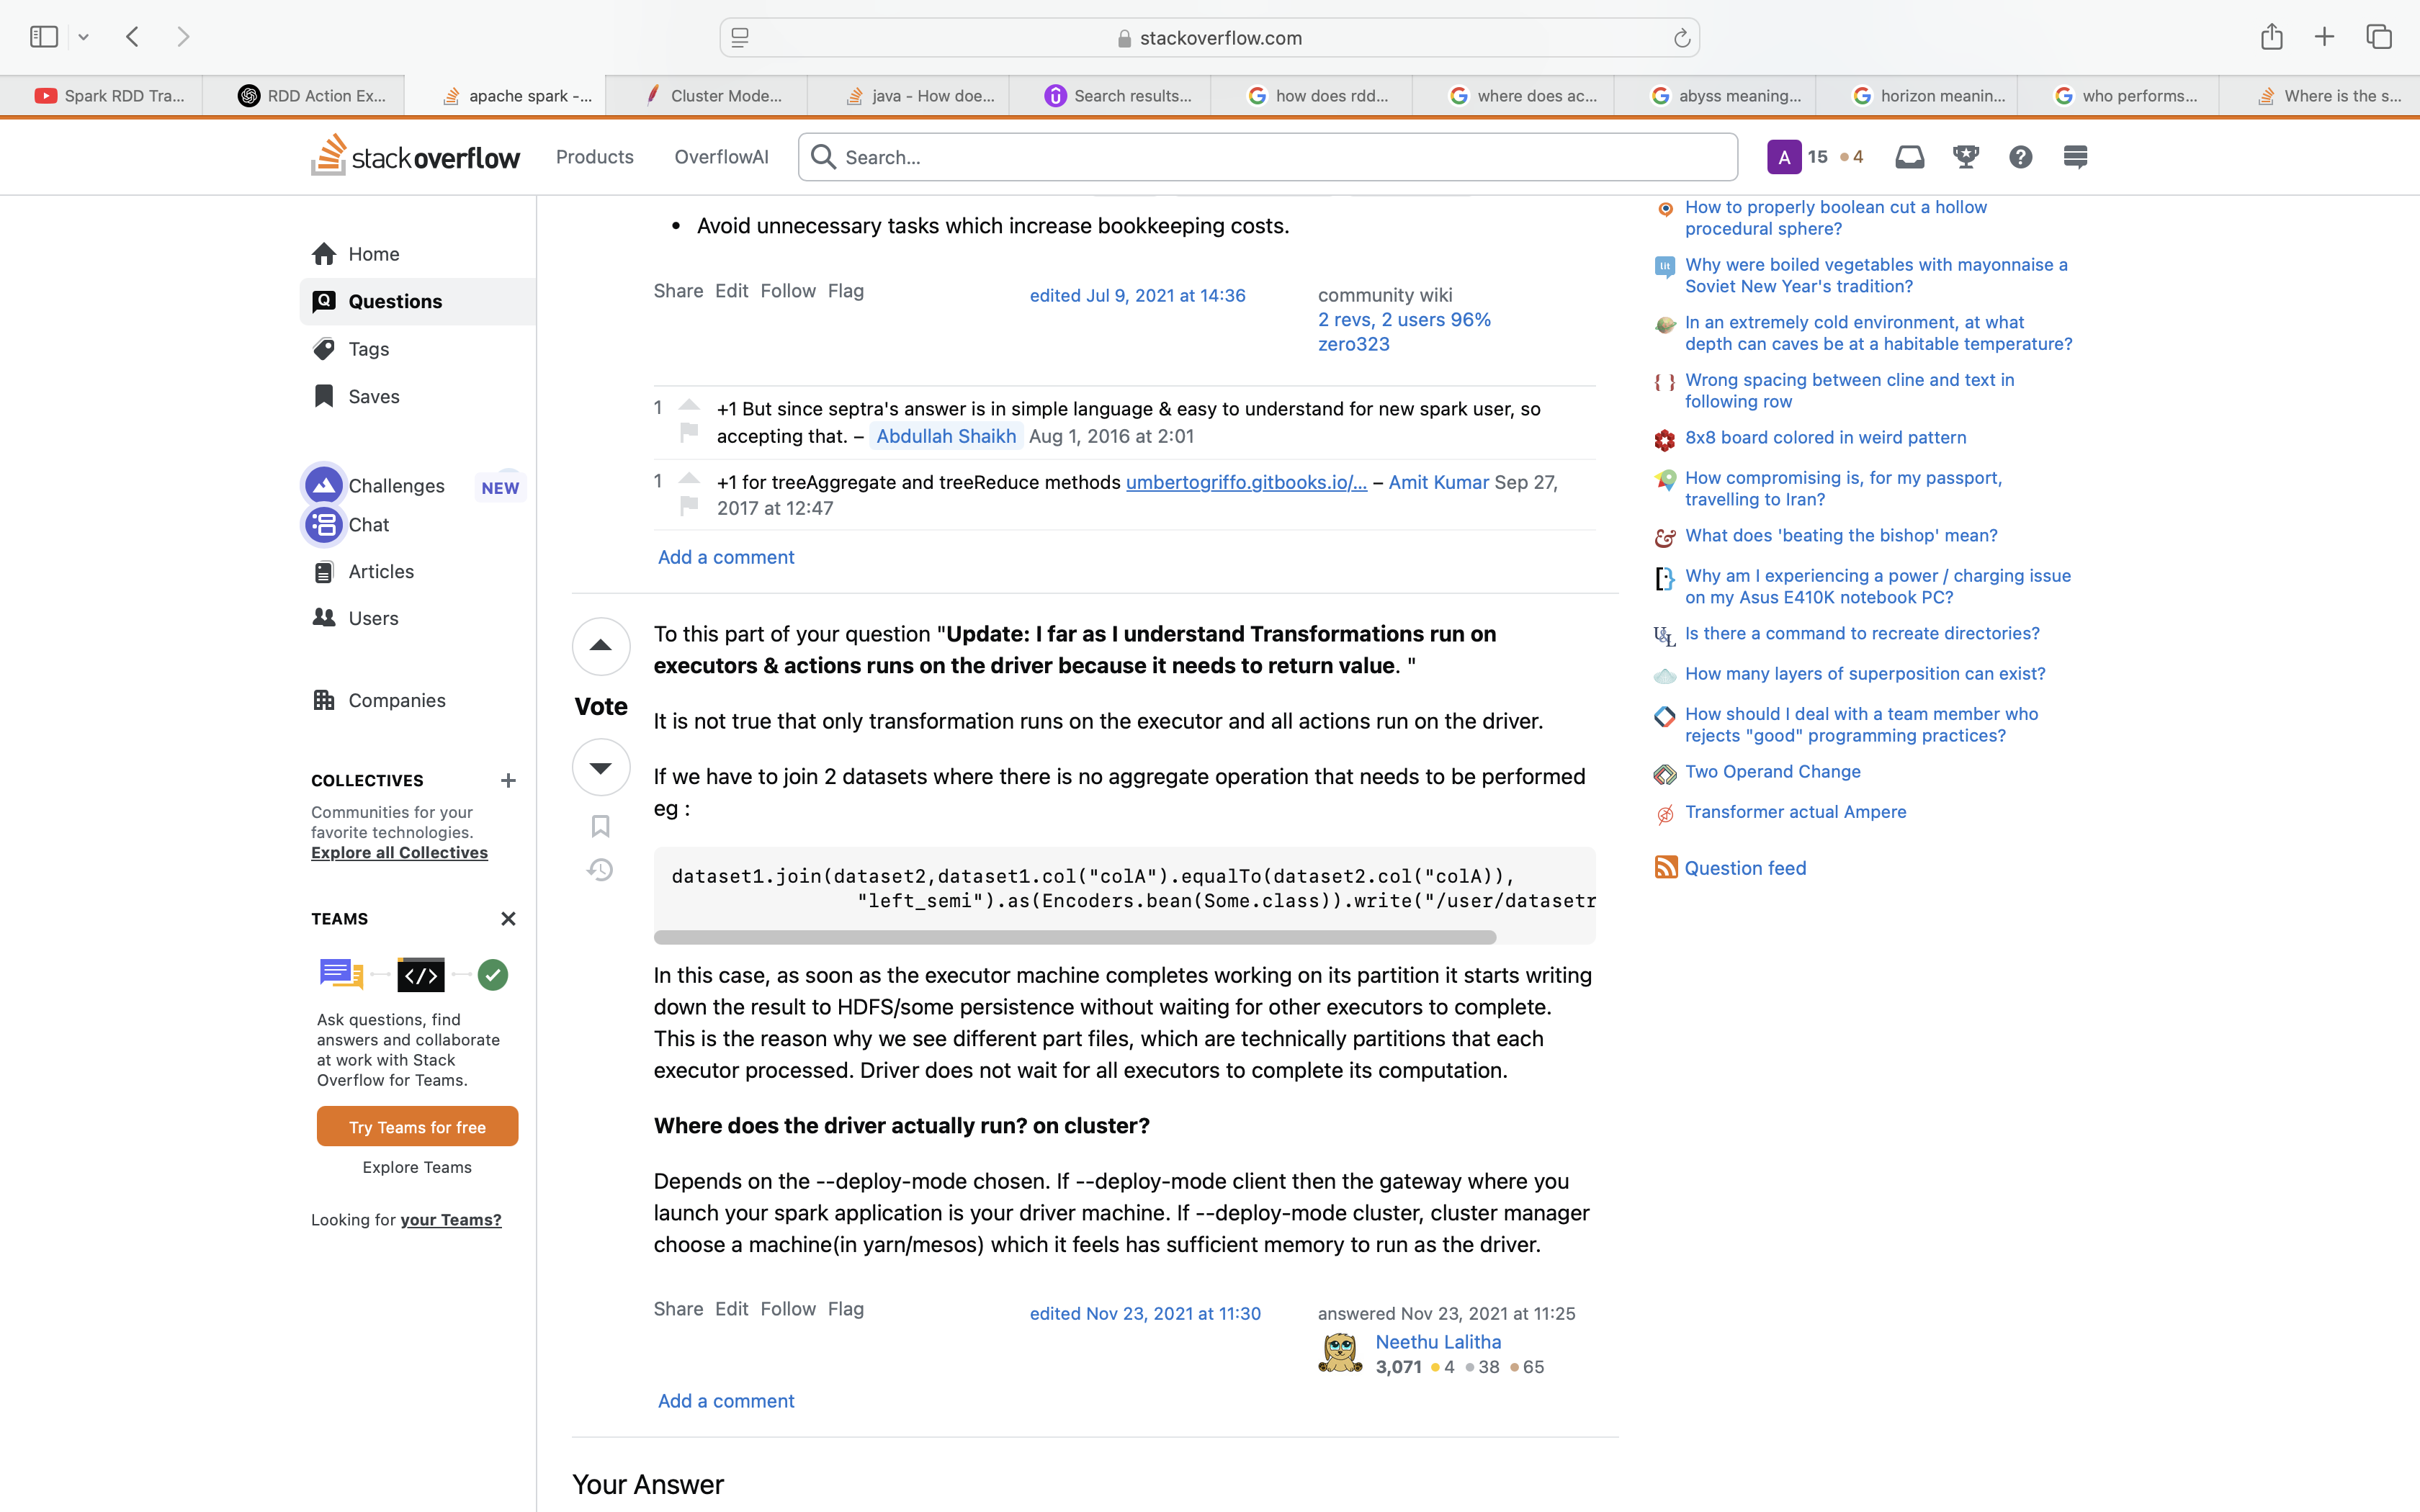 stackoverflow.com
Spark RDD Tra...
RDD Action Ex...
apache spark -...
Cluster Mode...
java - How doe...
Search results...
how does rdd...
where does ac...
abyss meaning...
horizon meanin...
who performs...
Where is the s...
stackoverflow
Products
OverflowAI
Search...
A
15
4
Home
Questions
Tags
Saves
Challenges
NEW
Chat
Articles
Users
Companies
COLLECTIVES
Communities for your
favorite technologies.
Explore all Collectives
TEAMS
Ask questions, find
answers and collaborate
at work with Stack
Overflow for Teams.
Try Teams for free
Explore Teams
Looking for your Teams?
• Avoid unnecessary tasks which increase bookkeeping costs.
Share Edit Follow Flag
edited Jul 9, 2021 at 14:36
community wiki
2 revs, 2 users 96%
zero323
1
+1 But since septra's answer is in simple language & easy to understand for new spark user, so
accepting that. – Abdullah Shaikh Aug 1, 2016 at 2:01
1
+1 for treeAggregate and treeReduce methods umbertogriffo.gitbooks.io/... – Amit Kumar Sep 27,
2017 at 12:47
Add a comment
Vote
To this part of your question "Update: I far as I understand Transformations run on
executors & actions runs on the driver because it needs to return value. "
It is not true that only transformation runs on the executor and all actions run on the driver.
If we have to join 2 datasets where there is no aggregate operation that needs to be performed
eg :
dataset1.join(dataset2,dataset1.col("colA").equalTo(dataset2.col("colA)),
"left_semi").as(Encoders.bean(Some.class)).write("/user/datasetr
In this case, as soon as the executor machine completes working on its partition it starts writing
down the result to HDFS/some persistence without waiting for other executors to complete.
This is the reason why we see different part files, which are technically partitions that each
executor processed. Driver does not wait for all executors to complete its computation.
Where does the driver actually run? on cluster?
Depends on the --deploy-mode chosen. If --deploy-mode client then the gateway where you
launch your spark application is your driver machine. If --deploy-mode cluster, cluster manager
choose a machine(in yarn/mesos) which it feels has sufficient memory to run as the driver.
Share Edit Follow Flag
edited Nov 23, 2021 at 11:30
answered Nov 23, 2021 at 11:25
Neethu Lalitha
3,071 4 38 65
Add a comment
Your Answer
How to properly boolean cut a hollow
procedural sphere?
lit
Why were boiled vegetables with mayonnaise a
Soviet New Year's tradition?
In an extremely cold environment, at what
depth can caves be at a habitable temperature?
Wrong spacing between cline and text in
following row
8x8 board colored in weird pattern
How compromising is, for my passport,
travelling to Iran?
What does 'beating the bishop' mean?
Why am I experiencing a power / charging issue
on my Asus E410K notebook PC?
Is there a command to recreate directories?
How many layers of superposition can exist?
How should I deal with a team member who
rejects "good" programming practices?
Two Operand Change
Transformer actual Ampere
Question feed